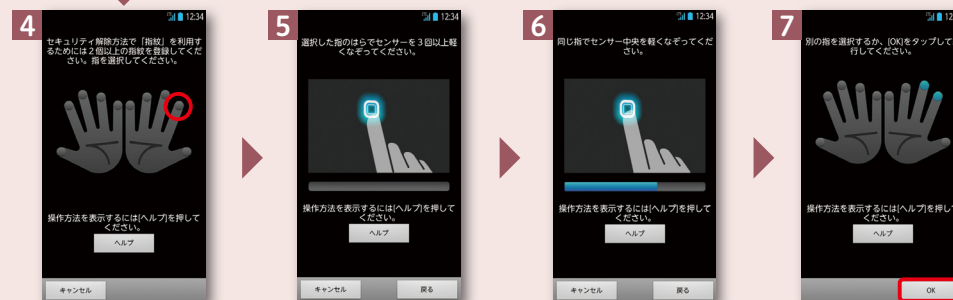 4
12:34
セキュリティ解除方法で「指紋」を利用す
るためには2個以上の指紋を登録してくだ
さい。指を選択してください。
操作方法を表示するには[ヘルプ]を押して
ください。
ヘルプ
キャンセル
5
12:34
選択した指のはらでセンサーを3回以上軽
くなぞってください。
操作方法を表示するには[ヘルプ]を押して
ください。
ヘルプ
キャンセル
戻る
6
12:34
同じ指でセンサー中央を軽くなぞってくだ
さい。
操作方法を表示するには[ヘルプ]を押して
ください。
ヘルプ
キャンセル
戻る
7
別の指を選択するか、[OK]をタップして
行してください。
操作方法を表示するには[ヘルプ]を押し
ください。
ヘルプ
OK